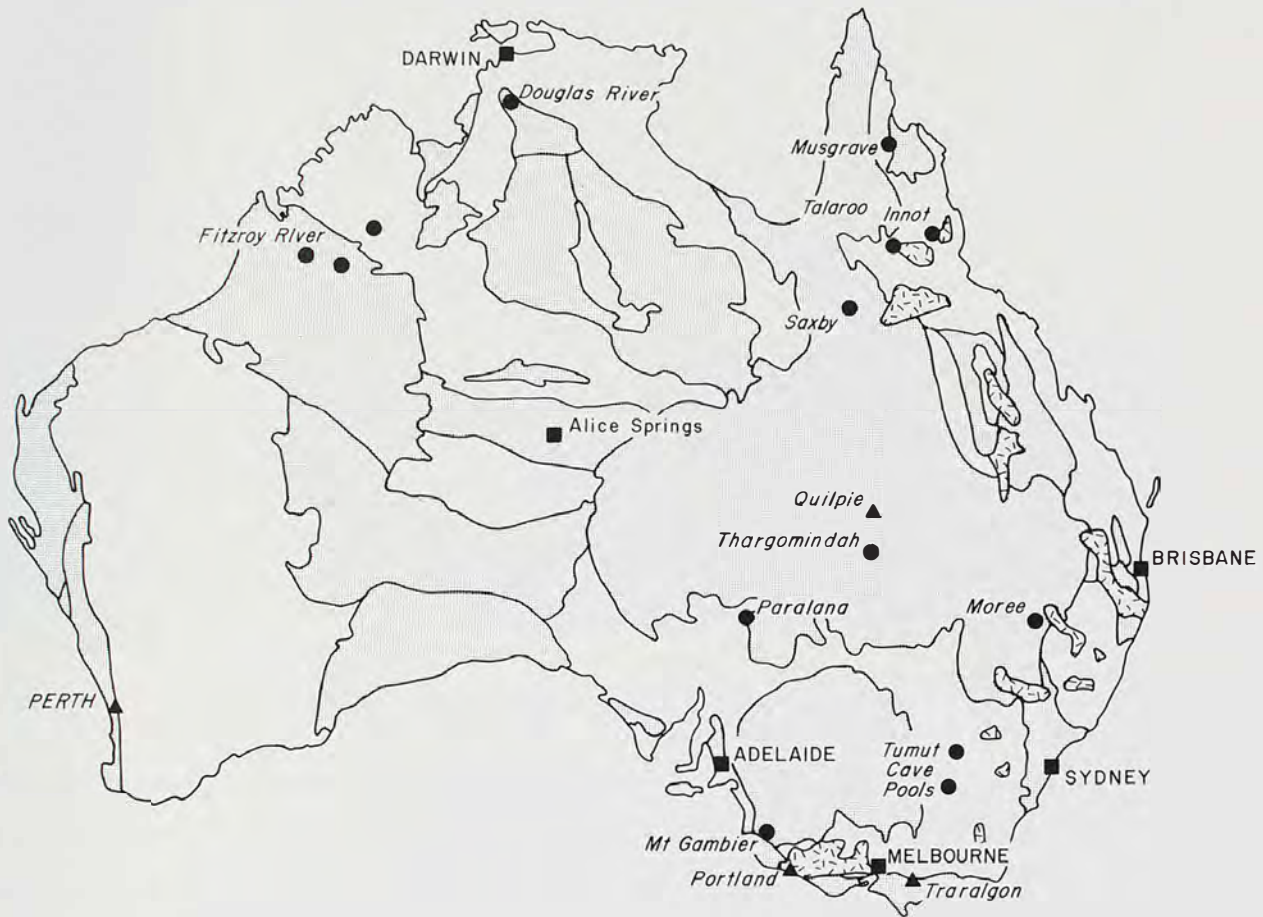 DARWIN
Douglas River
Musgrave
Talaroo
Innot
Fitzroy River
Saxby
Alice Springs
Quilpie
Thargomindah
BRISBANE
Paralana
Moree
PERTH
ADELAIDE
Tumut
Cave
Pools
SYDNEY
Mt Gambier
MELBOURNE
Portland
Traralgon